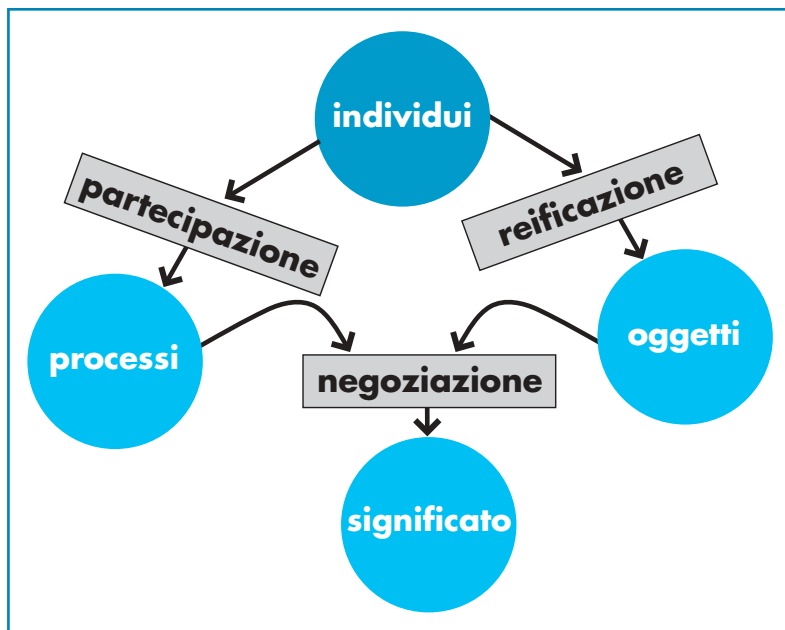 individui
partecipazione
reificazione
processi
oggetti
negoziazione
significato